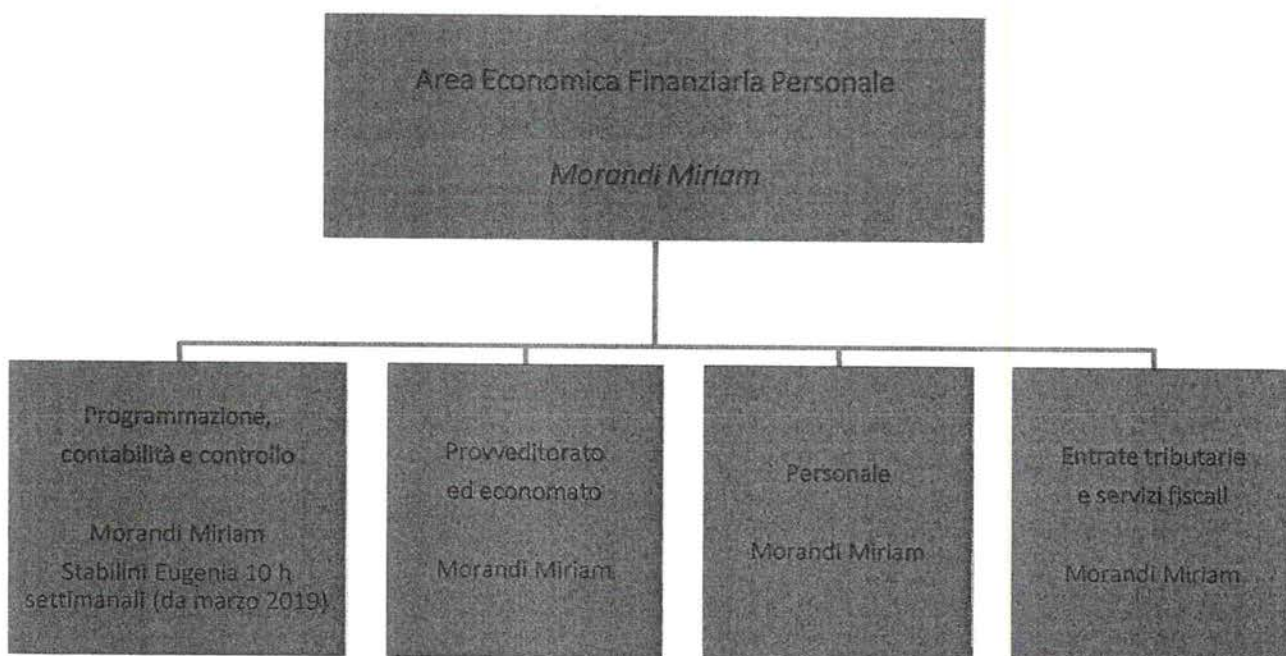 Area Economica Finanziaria Personale
Morandi Miriam
Programmazione,
contabilità e controllo
Morandi Miriam
Stabilini Eugenia 10 h
settimanali (da marzo 2019)
Provveditorato
ed economato
Morandi Miriam
Personale
Morandi Miriam
Entrate tributarie
e servizi fiscali
Morandi Miriam